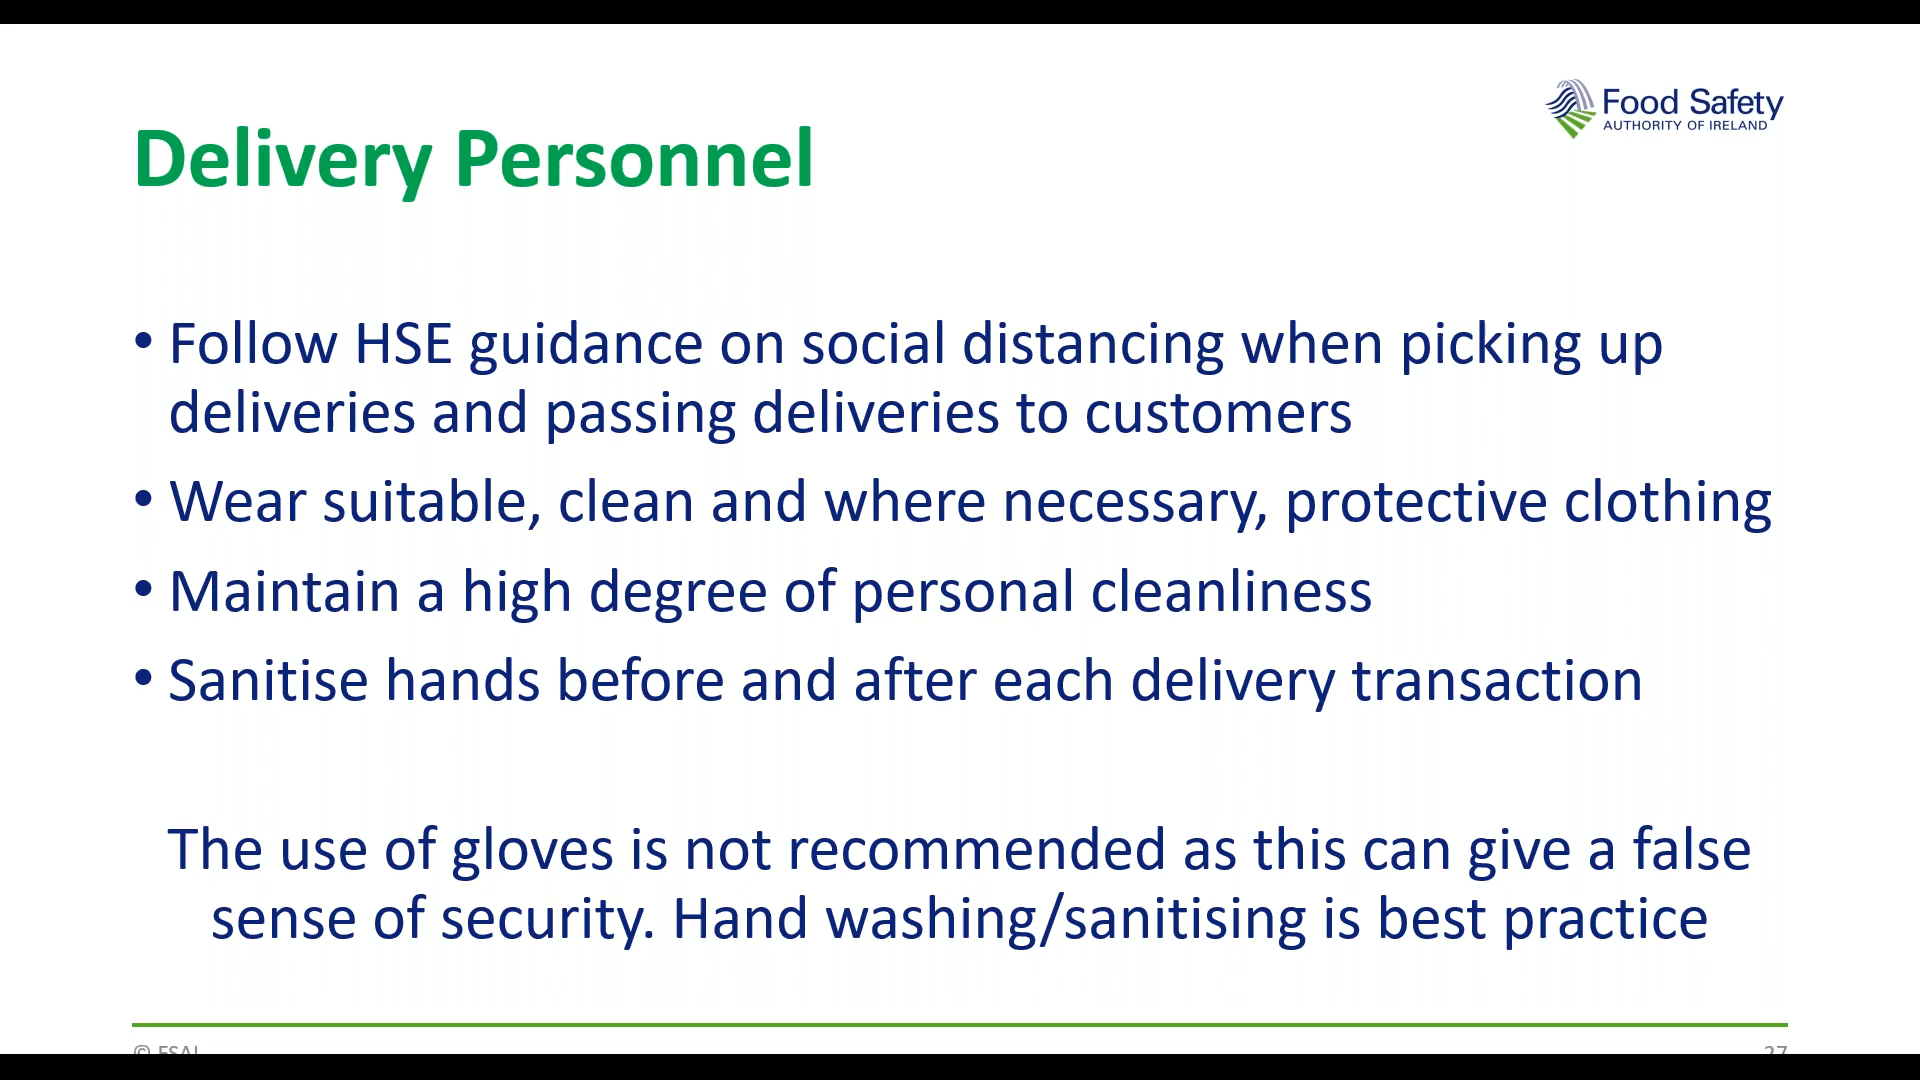 Food Safety
AUTHORITY OF IRELAND
Delivery Personnel
• Follow HSE guidance on social distancing when picking up
deliveries and passing deliveries to customers
• Wear suitable, clean and where necessary, protective clothing
• Maintain a high degree of personal cleanliness
• Sanitise hands before and after each delivery transaction
The use of gloves is not recommended as this can give a false
sense of security. Hand washing/sanitising is best practice
© FSAI
27